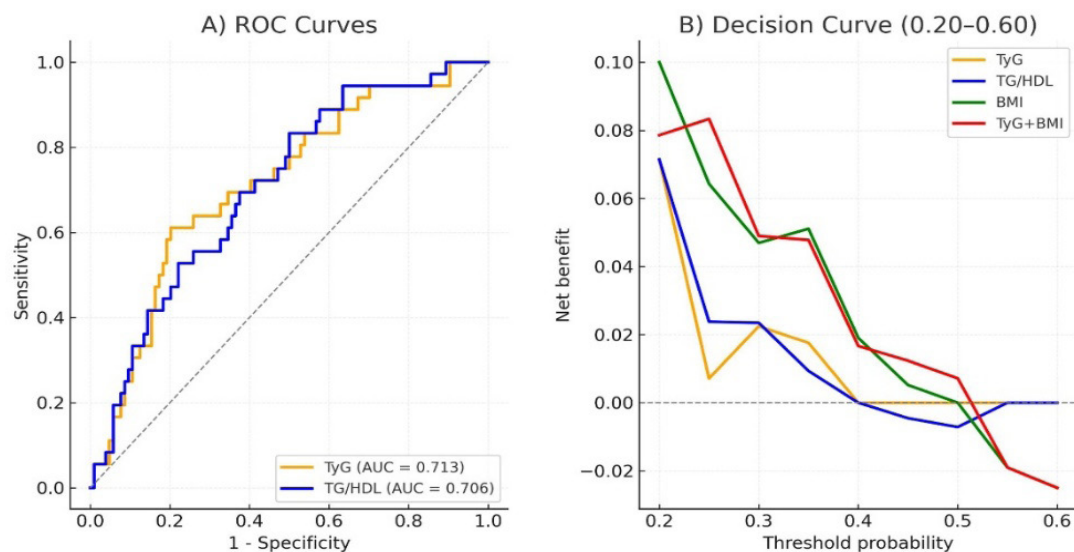 A) ROC Curves
Sensitivity
1.0
0.8
0.6
0.4
0.2
0.0
0.0 0.2 0.4 0.6 0.8 1.0
1 - Specificity
TyG (AUC = 0.713)
TG/HDL (AUC = 0.706)
B) Decision Curve (0.20–0.60)
Net benefit
0.10
0.08
0.06
0.04
0.02
0.00
−0.02
0.2 0.3 0.4 0.5 0.6
Threshold probability
TyG
TG/HDL
BMI
TyG+BMI